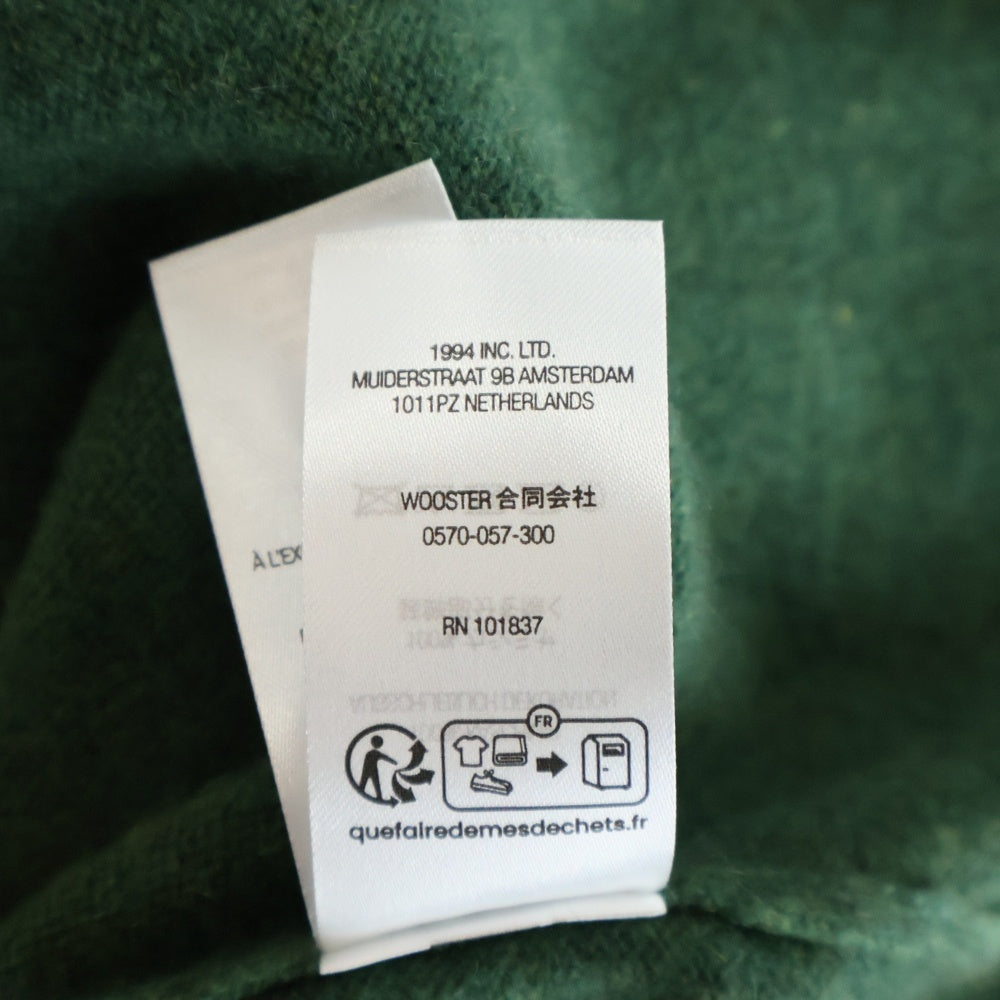 1994 INC. LTD.
MUIDERSTRAAT 9B AMSTERDAM
1011PZ NETHERLANDS
WOOSTER 合同会社
0570-057-300
À L'EX
RN 101837
FR
quefairedemesdechets.fr